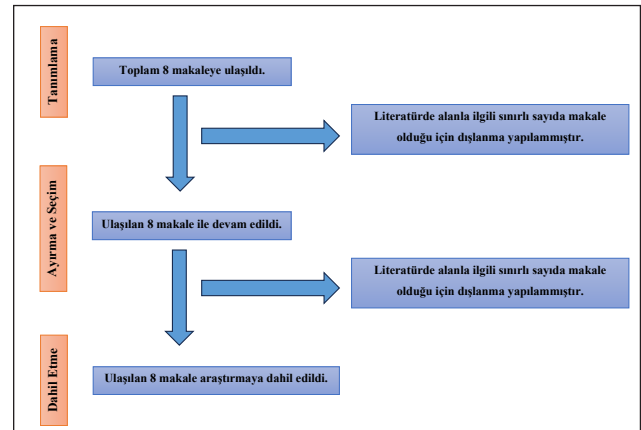 Tanımlama
Toplam 8 makaleye ulaşıldı.
Literatürde alanla ilgili sınırlı sayıda makale
olduğu için dışlanma yapılammıştır.
Ayırma ve Seçim
Ulaşılan 8 makale ile devam edildi.
Literatürde alanla ilgili sınırlı sayıda makale
olduğu için dışlanma yapılammıştır.
Dahil Etme
Ulaşılan 8 makale araştırmaya dahil edildi.